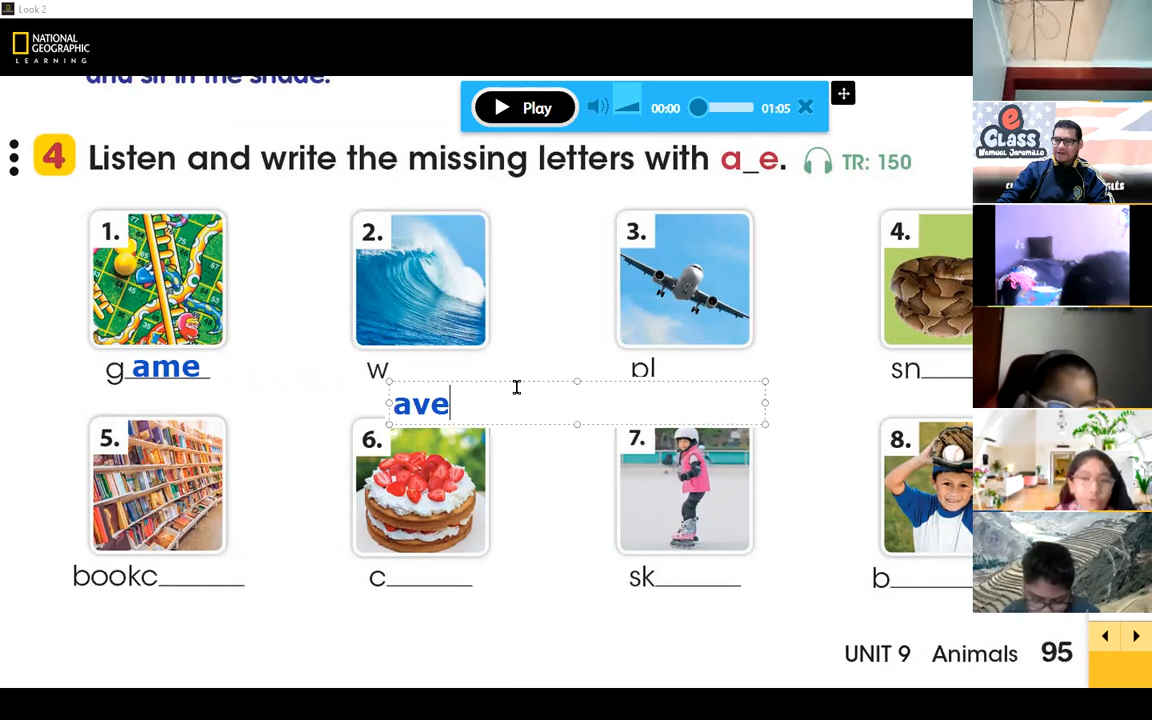 Look 2
NATIONAL
GEOGRAPHIC
LEARNING
and sit in the shade.
Play
00:00
01:05
4 Listen and write the missing letters with a_e. TR: 150
1.
2.
3.
4.
g ame
w
pl
sn
ave
5.
6.
7.
8.
bookc
c
sk
b
UNIT 9 Animals 95
e
Class